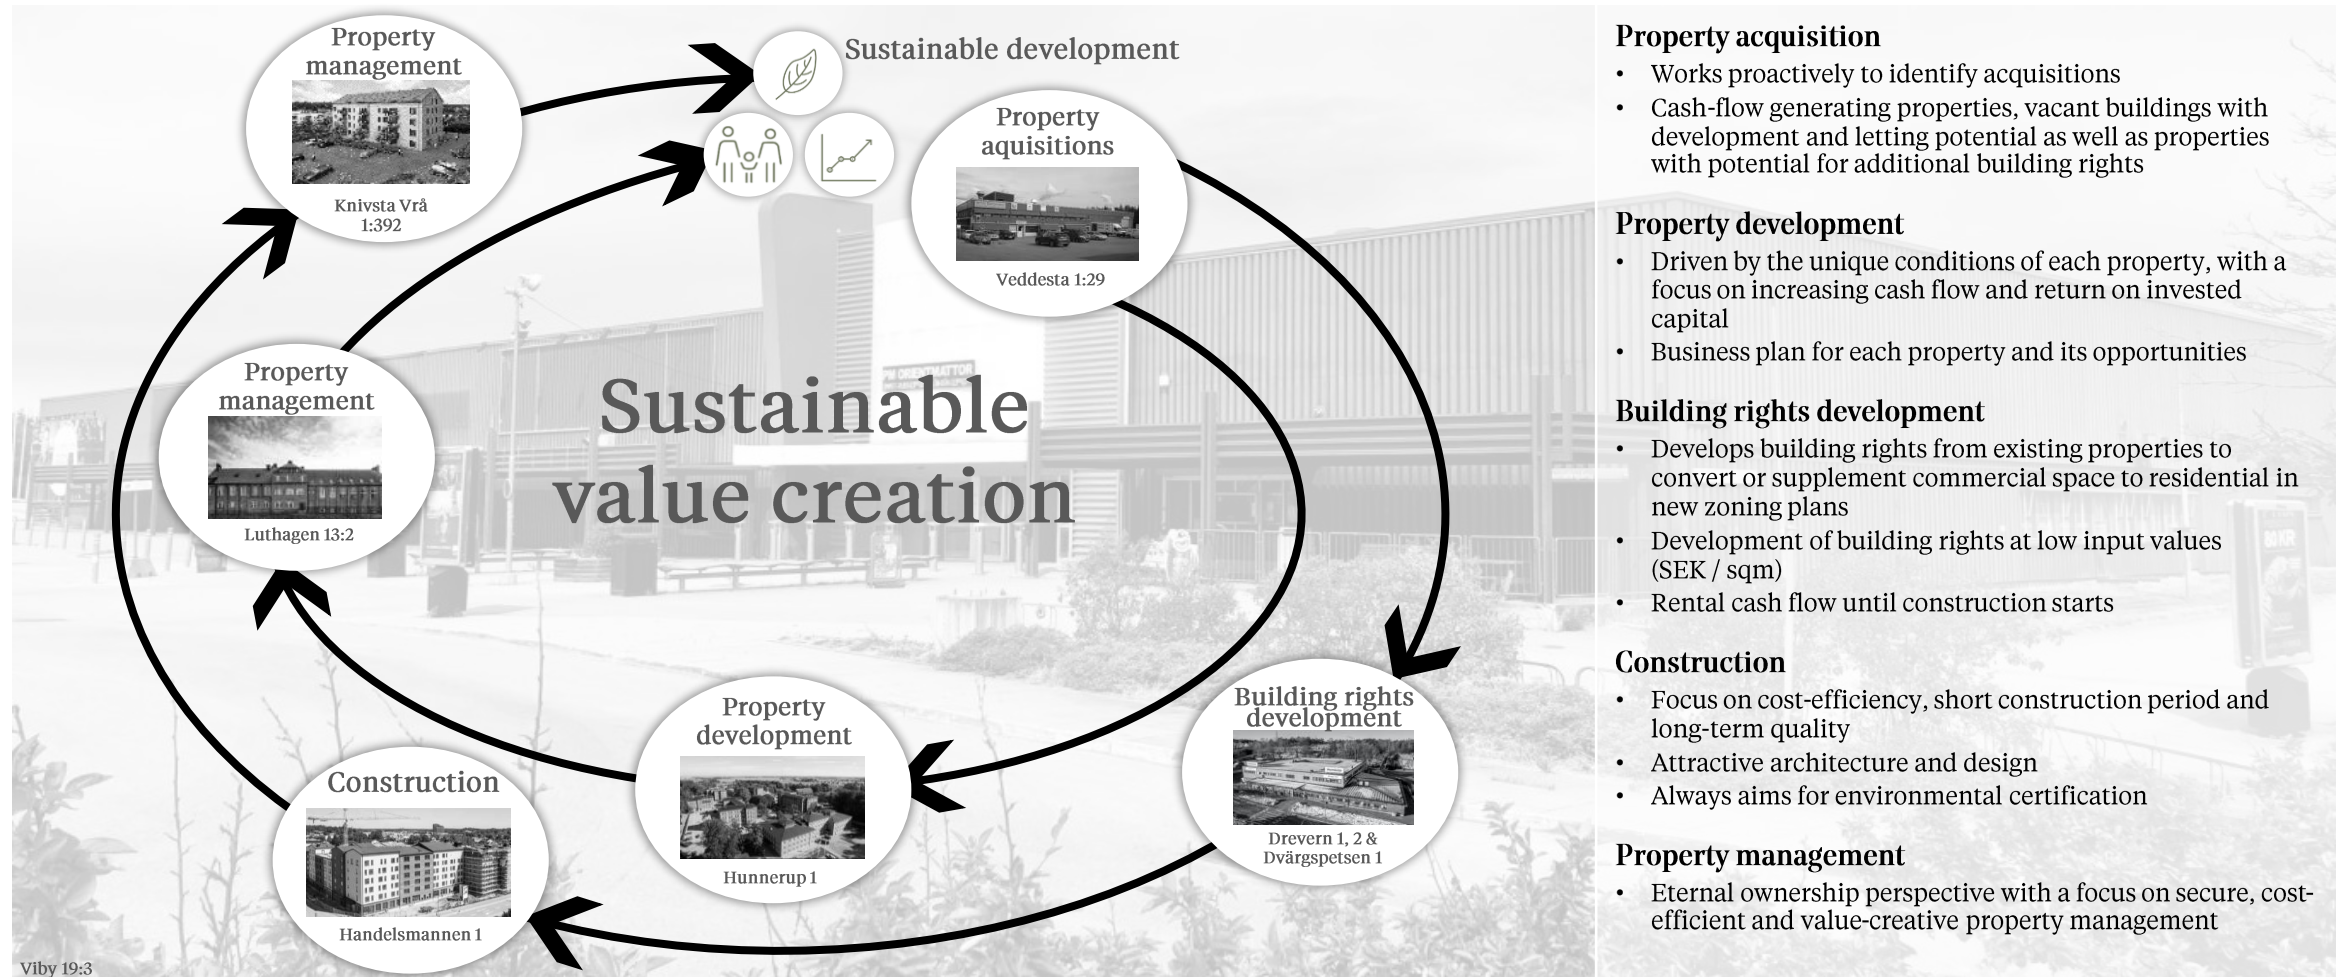 Property
management
Knivsta Vrå
1:392
Sustainable development
Property
aquisitions
Veddesta 1:29
Property
management
Luthagen 13:2
Sustainable
value creation
Property
development
Hunnerup 1
Building rights
development
Drevern 1, 2 &
Dvärgspetsen 1
Construction
Handelsmannen 1
Viby 19:3
Property acquisition
• Works proactively to identify acquisitions
• Cash-flow generating properties, vacant buildings with
development and letting potential as well as properties
with potential for additional building rights
Property development
• Driven by the unique conditions of each property, with a
focus on increasing cash flow and return on invested
capital
• Business plan for each property and its opportunities
Building rights development
• Develops building rights from existing properties to
convert or supplement commercial space to residential in
new zoning plans
• Development of building rights at low input values
(SEK / sqm)
• Rental cash flow until construction starts
Construction
• Focus on cost-efficiency, short construction period and
long-term quality
• Attractive architecture and design
• Always aims for environmental certification
Property management
• Eternal ownership perspective with a focus on secure, cost-
efficient and value-creative property management
80 KR